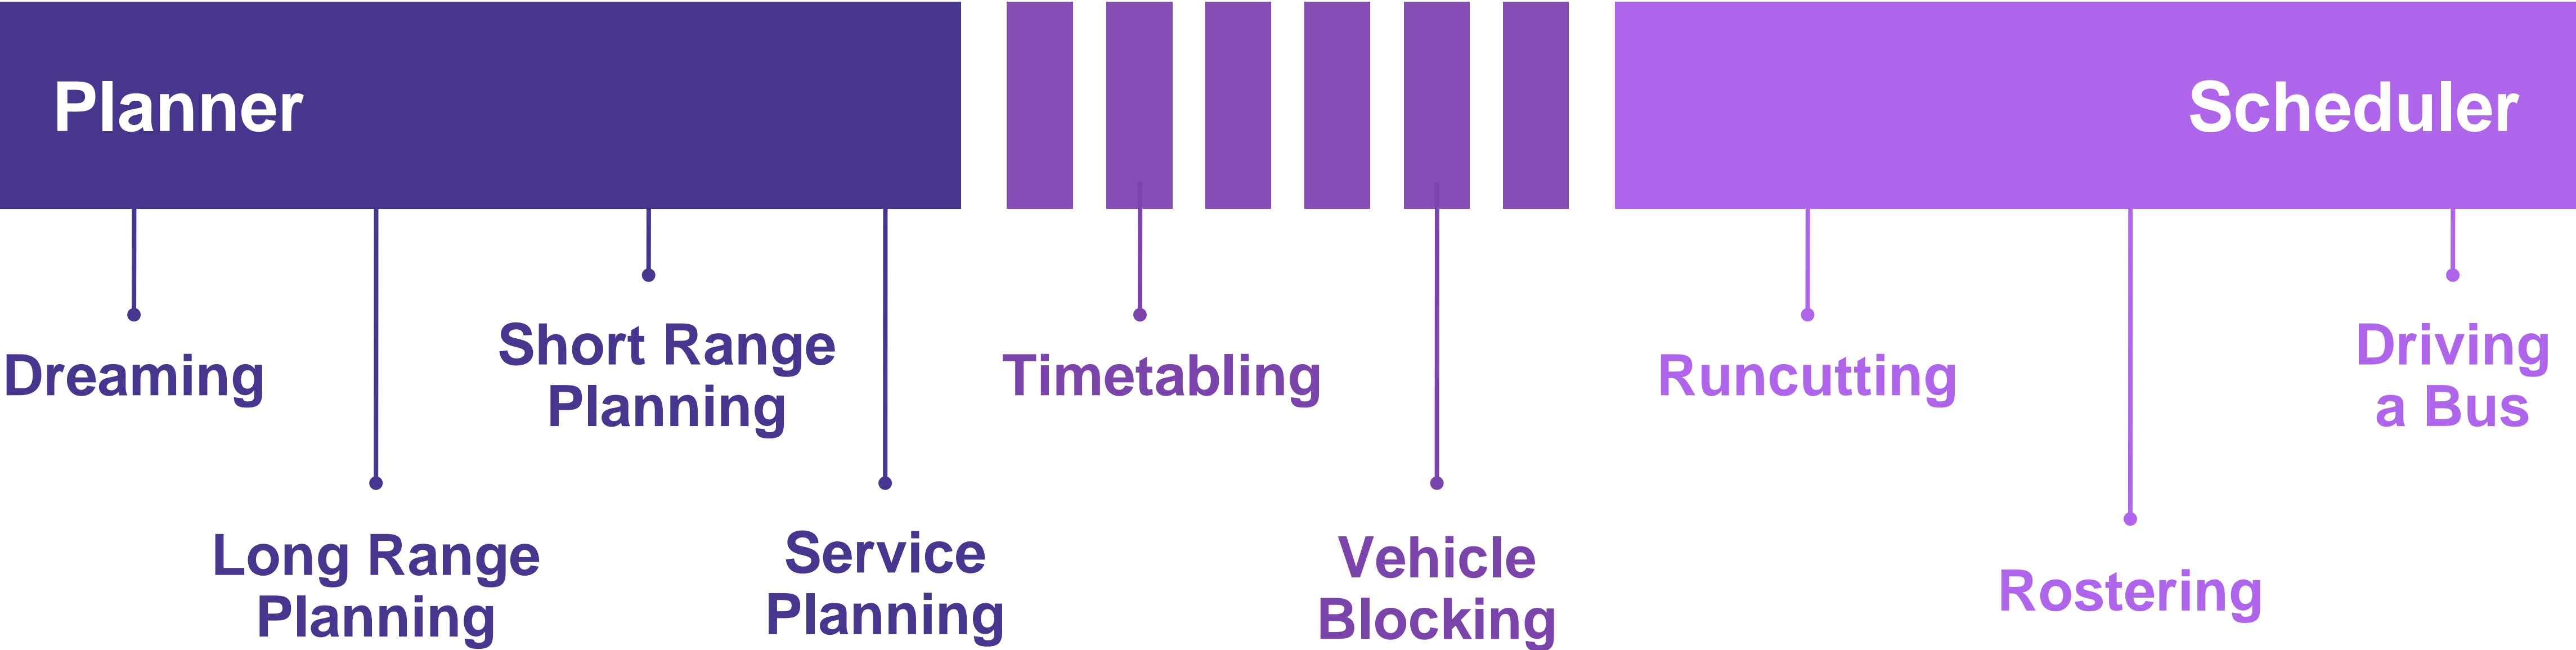 Planner
Scheduler
Dreaming
Long Range
Planning
Short Range
Planning
Service
Planning
Timetabling
Vehicle
Blocking
Runcutting
Rostering
Driving
a Bus